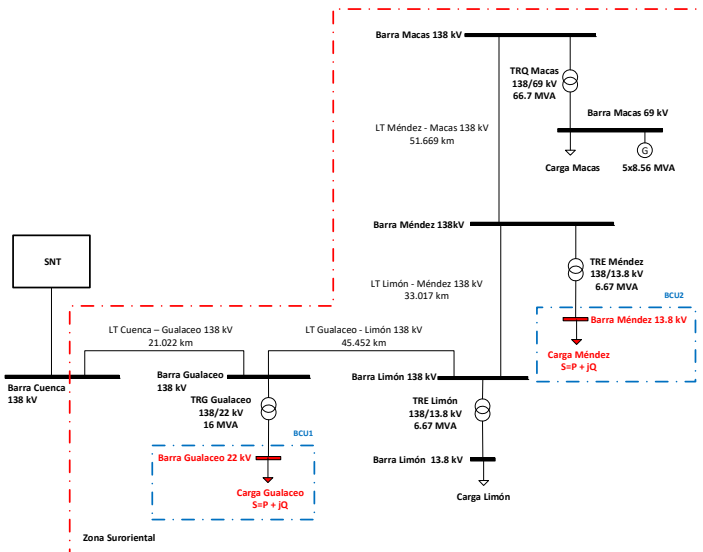 Barra Macas 138 kV
TRQ Macas
138/69 kV
66.7 MVA
Barra Macas 69 kV
LT Méndez - Macas 138 kV
51.669 km
G
Carga Macas
5x8.56 MVA
Barra Méndez 138kV
SNT
TRE Méndez
138/13.8 kV
6.67 MVA
LT Limón - Méndez 138 kV
33.017 km
BCU2
Barra Méndez 13.8 kV
LT Cuenca – Gualaceo 138 kV
21.022 km
LT Gualaceo - Limón 138 kV
45.452 km
Carga Méndez
S=P + jQ
Barra Cuenca
138 kV
Barra Gualaceo
138 kV
Barra Limón 138 kV
TRG Gualaceo
138/22 kV
16 MVA
TRE Limón
138/13.8 kV
6.67 MVA
BCU1
Barra Gualaceo 22 kV
Barra Limón  13.8 kV
Carga Gualaceo
S=P + jQ
Carga Limón
Zona Suroriental